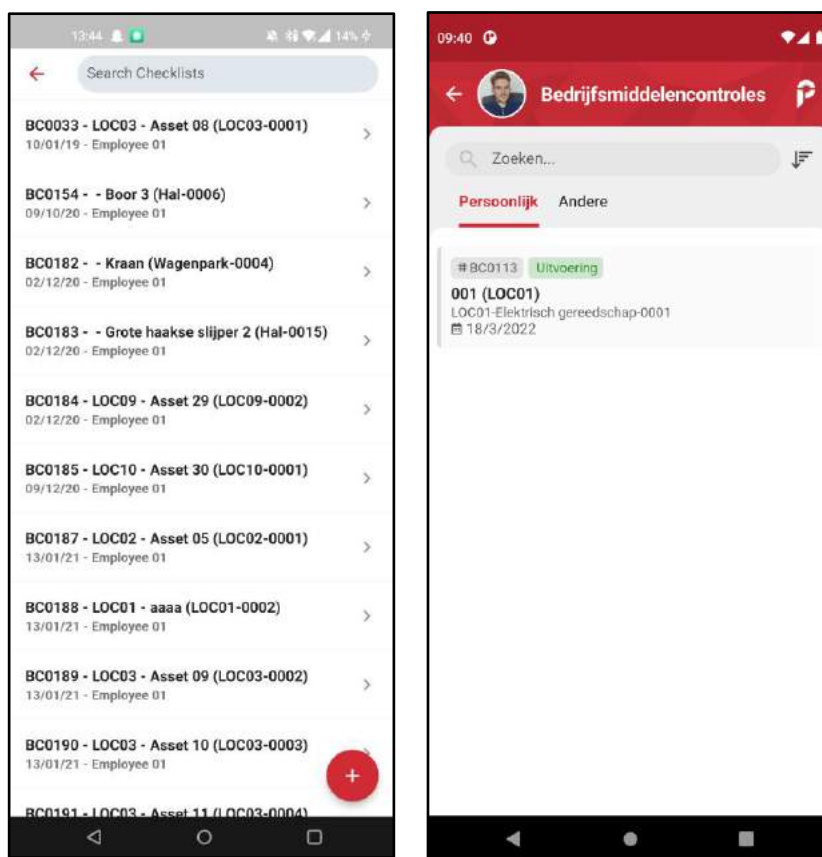 13:44
14%
Search Checklists
BC0033 - LOC03 - Asset 08 (LOC03-0001)
10/01/19 - Employee 01
BC0154 - - Boor 3 (Hal-0006)
09/10/20 - Employee 01
BC0182 - - Kraan (Wagenpark-0004)
02/12/20 - Employee 01
BC0183 - - Grote haakse slijper 2 (Hal-0015)
02/12/20 - Employee 01
BC0184 - LOC09 - Asset 29 (LOC09-0002)
02/12/20 - Employee 01
BC0185 - LOC10 - Asset 30 (LOC10-0001)
09/12/20 - Employee 01
BC0187 - LOC02 - Asset 05 (LOC02-0001)
13/01/21 - Employee 01
BC0188 - LOC01 - aaaa (LOC01-0002)
13/01/21 - Employee 01
BC0189 - LOC03 - Asset 09 (LOC03-0002)
13/01/21 - Employee 01
BC0190 - LOC03 - Asset 10 (LOC03-0003)
13/01/21 - Employee 01
BC0191 - LOC03 - Asset 11 (LOC03-0004)
09:40
Bedrijfsmiddelencontroles
Zoeken...
Persoonlijk Andere
#BC0113 Uitvoering
001 (LOC01)
LOC01-Elektrisch gereedschap-0001
18/3/2022